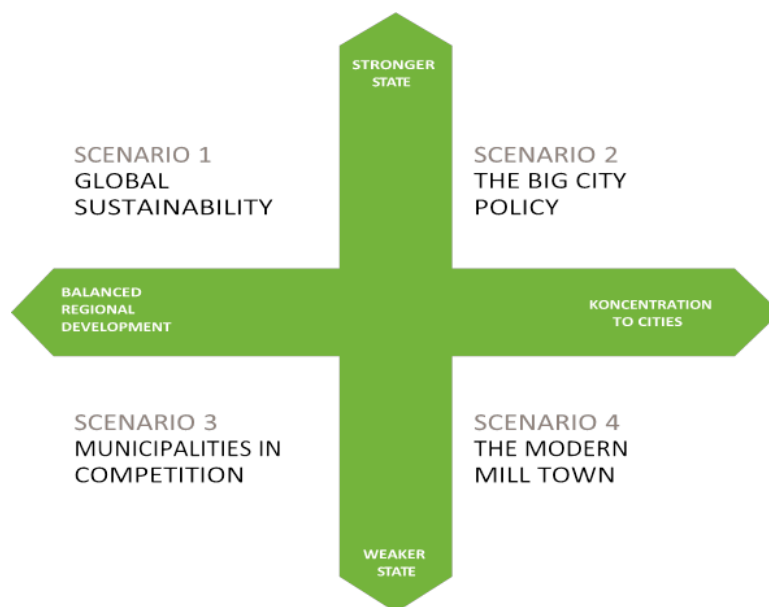 STRONGER
STATE
SCENARIO 1
GLOBAL
SUSTAINABILITY
SCENARIO 2
THE BIG CITY
POLICY
BALANCED
REGIONAL
DEVELOPMENT
KONCENTRATION
TO CITIES
SCENARIO 3
MUNICIPALITIES IN
COMPETITION
SCENARIO 4
THE MODERN
MILL TOWN
WEAKER
STATE